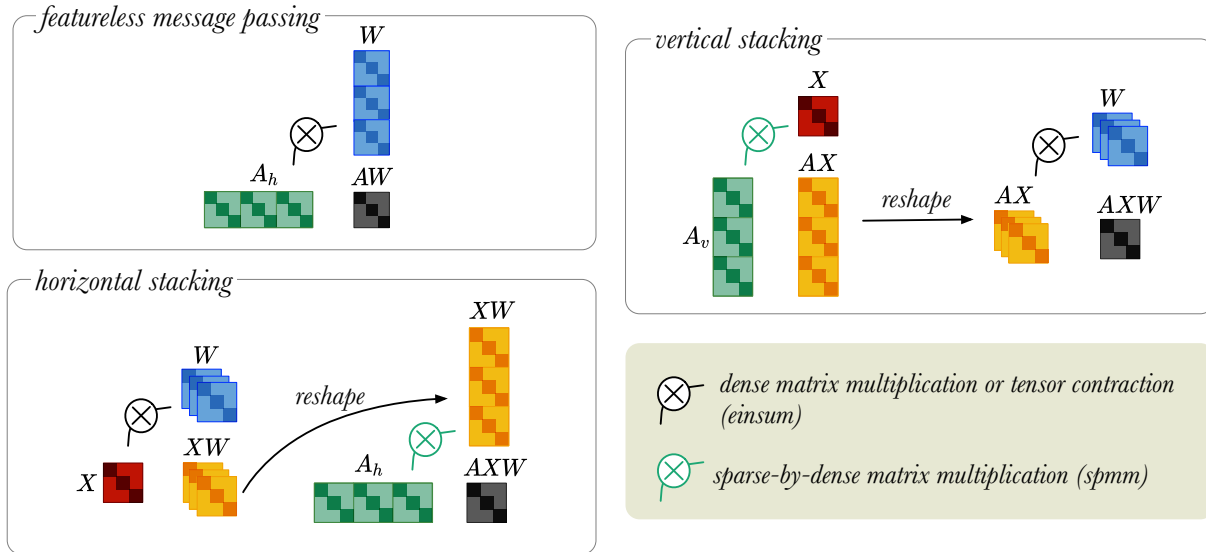 featureless message passing
W
A_h
AW
vertical stacking
X
W
A_v
AX
reshape
AX
AXW
horizontal stacking
W
X
XW
reshape
XW
A_h
AXW
dense matrix multiplication or tensor contraction
(einsum)
sparse-by-dense matrix multiplication (spmm)